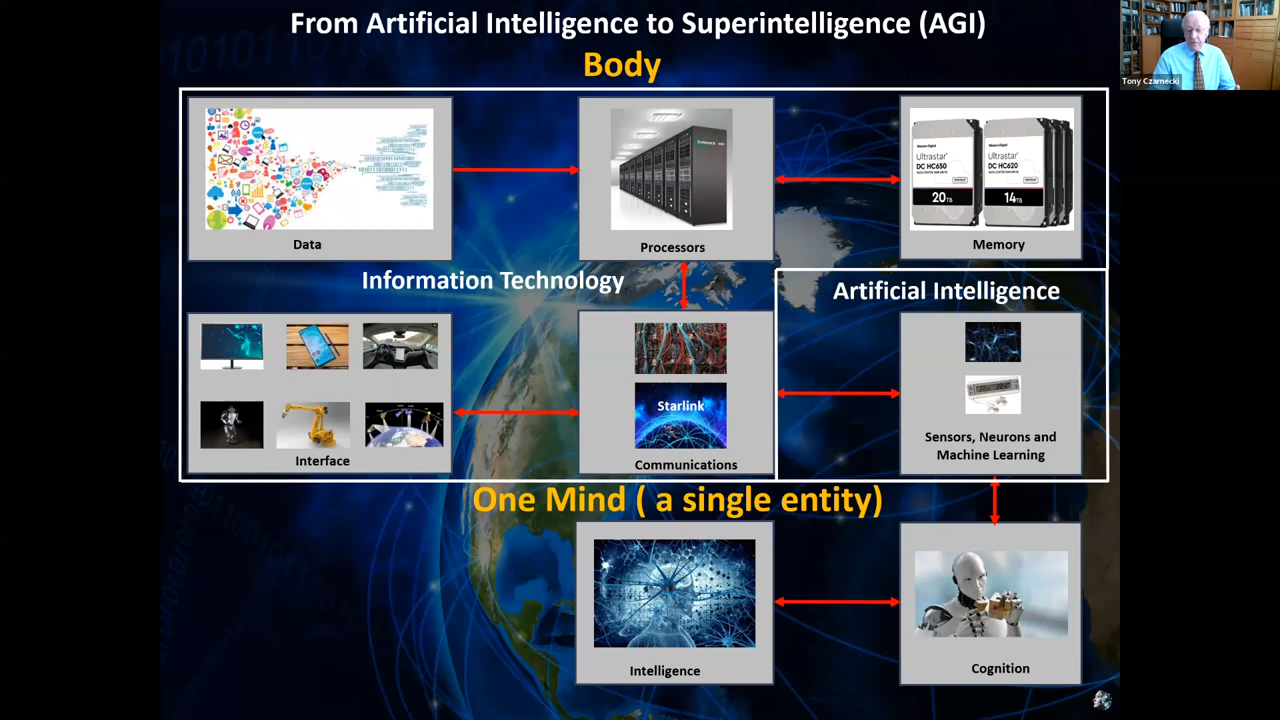 From Artificial Intelligence to Superintelligence (AGI)
Body
Tony Czarnecki
Data
Processors
Ultrastar
DC HC650
20TB
Ultrastar
DC HC620
14TB
Memory
Information Technology
Artificial Intelligence
Interface
Starlink
Communications
Sensors, Neurons and
Machine Learning
One Mind ( a single entity)
Intelligence
Cognition